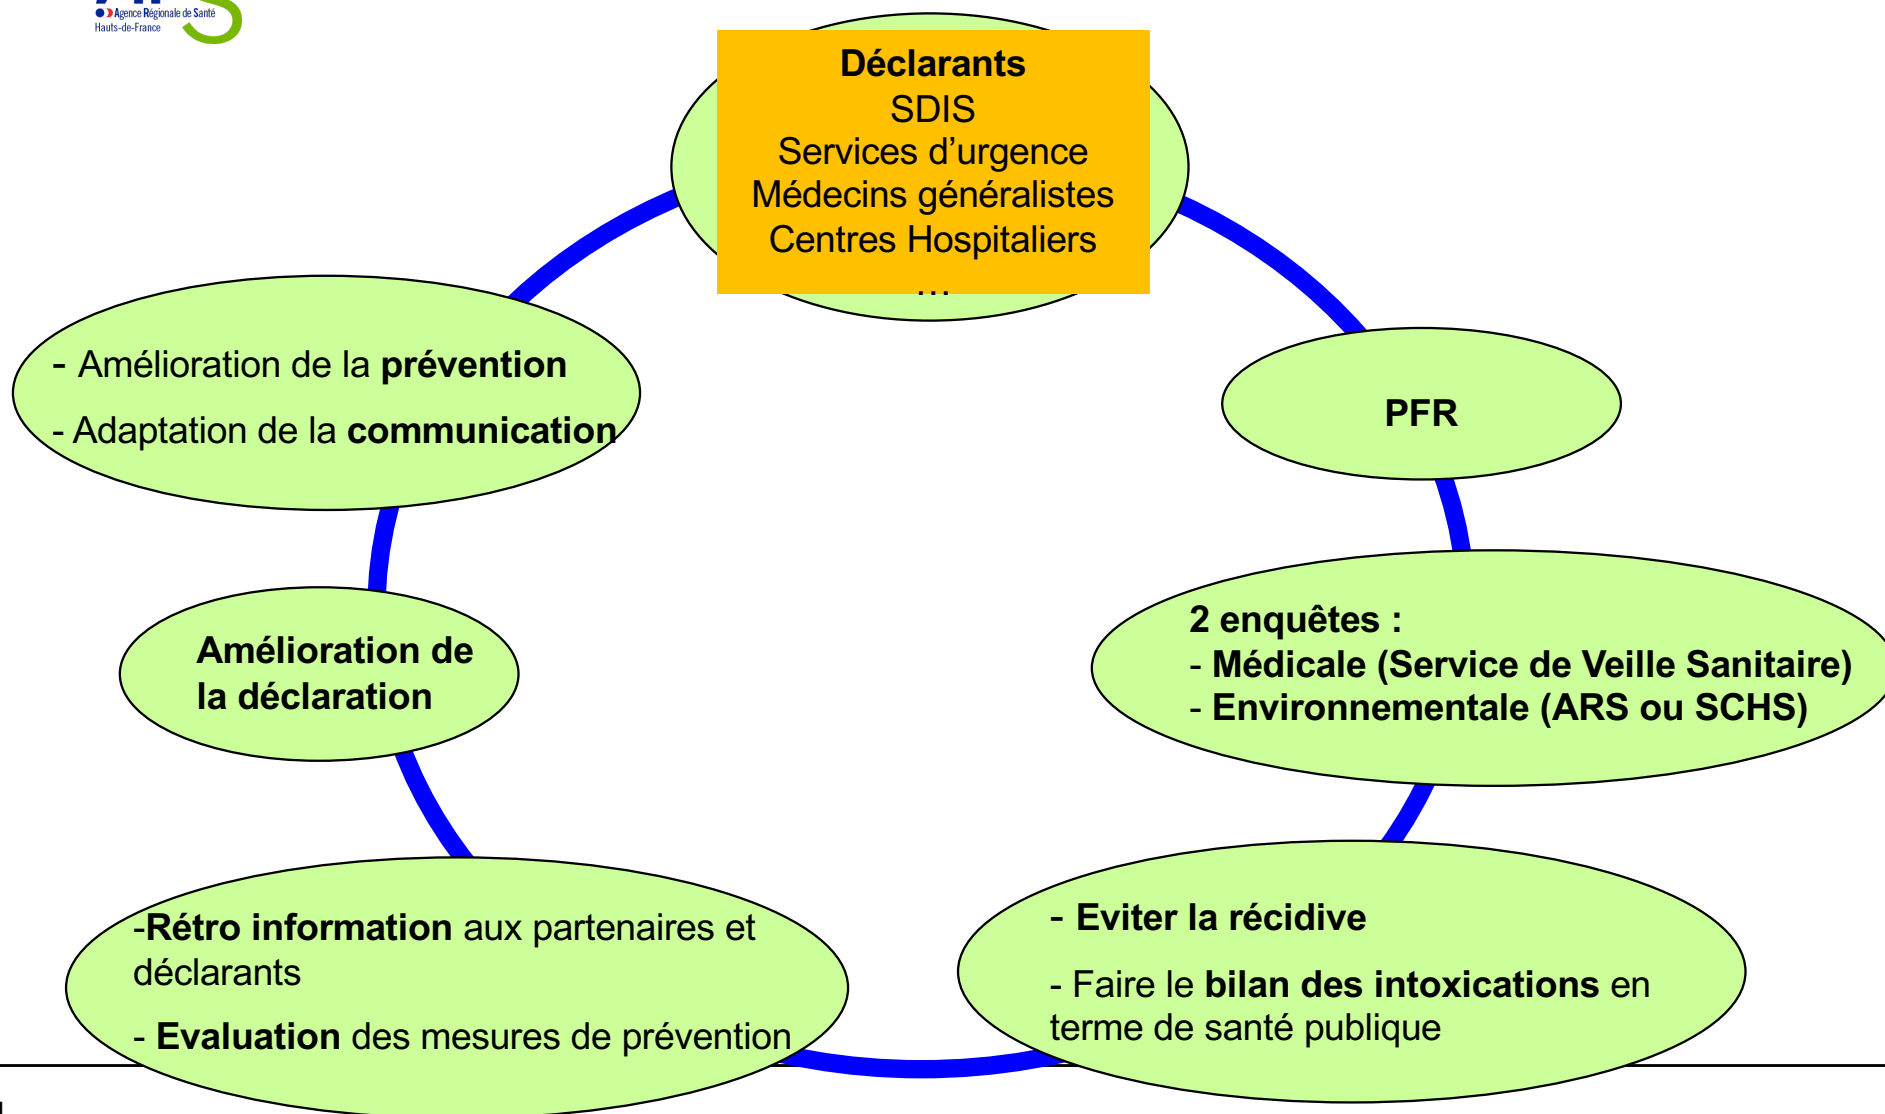 Agence Régionale de Santé
Hauts-de-France
Déclarants
SDIS
Services d’urgence
Médecins généralistes
Centres Hospitaliers
…
- Amélioration de la prévention
- Adaptation de la communication
PFR
2 enquêtes :
- Médicale (Service de Veille Sanitaire)
- Environnementale (ARS ou SCHS)
Amélioration de
la déclaration
- Eviter la récidive
- Faire le bilan des intoxications en
terme de santé publique
-Rétro information aux partenaires et
déclarants
- Evaluation des mesures de prévention